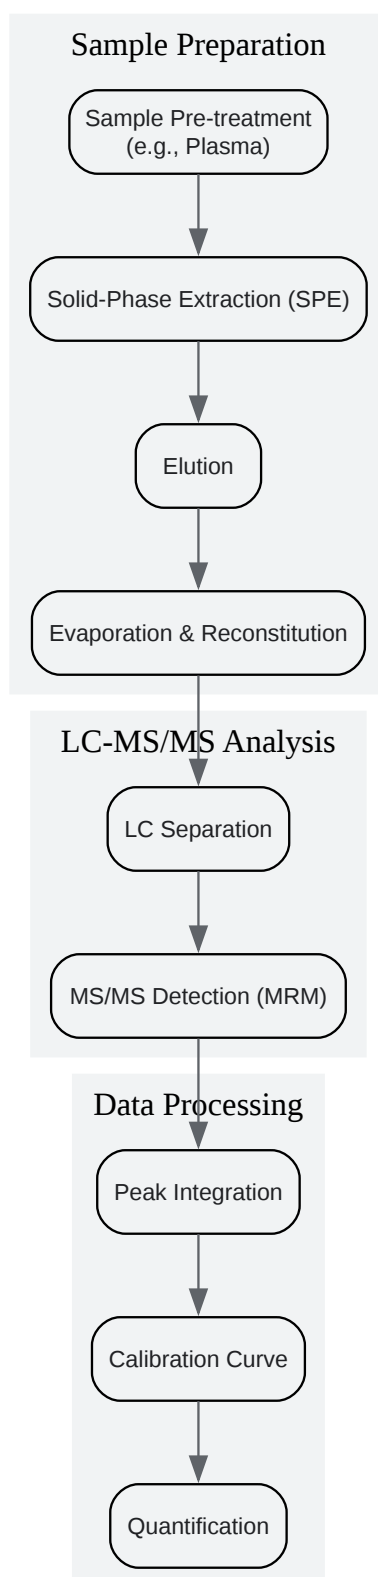 Sample Preparation
Sample Pre-treatment
(e.g., Plasma)
Solid-Phase Extraction (SPE)
Elution
Evaporation & Reconstitution
LC-MS/MS Analysis
LC Separation
MS/MS Detection (MRM)
Data Processing
Peak Integration
Calibration Curve
Quantification